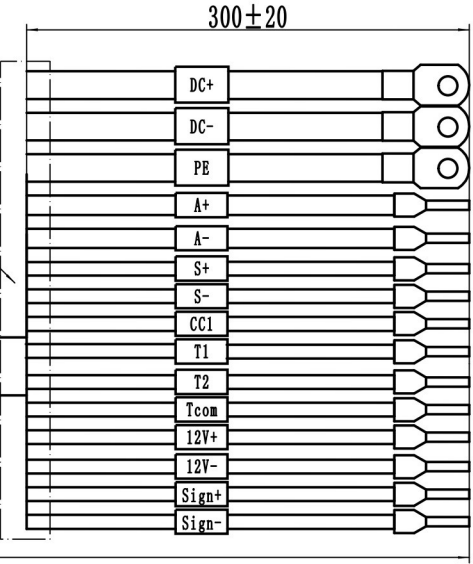 300±20
DC+
DC-
PE
A+
A-
S+
S-
CC1
T1
T2
Tcom
12V+
12V-
Sign+
Sign-